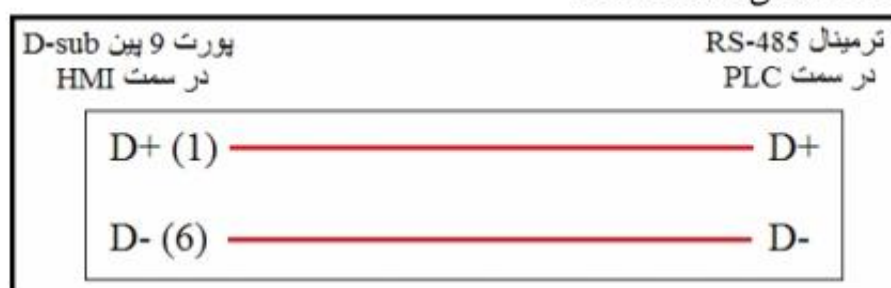 پورت 9 پین D-sub
در سمت HMI
ترمینال RS-485
در سمت PLC
D+ (1) D+
D- (6) D-